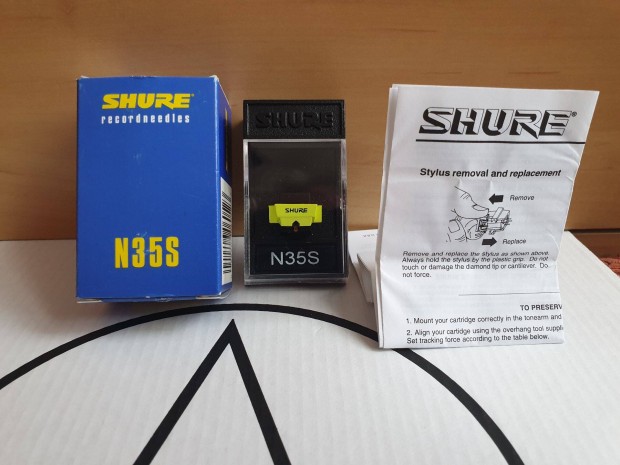 SHURE®
recordneedles
N35S
SHURE
SHURE
N35S
SHURE®
Stylus removal and replacement
Remove
Replace
Remove and replace the stylus as shown above.
Always hold the stylus by the plastic grip. Do not
touch or damage the diamond tip or cantilever. Do
not force.
TO PRESERV
1. Mount your cartridge correctly in the tonearm and
2. Align your cartidge using the overhang tool suppli
Set tracking force according to the table below.